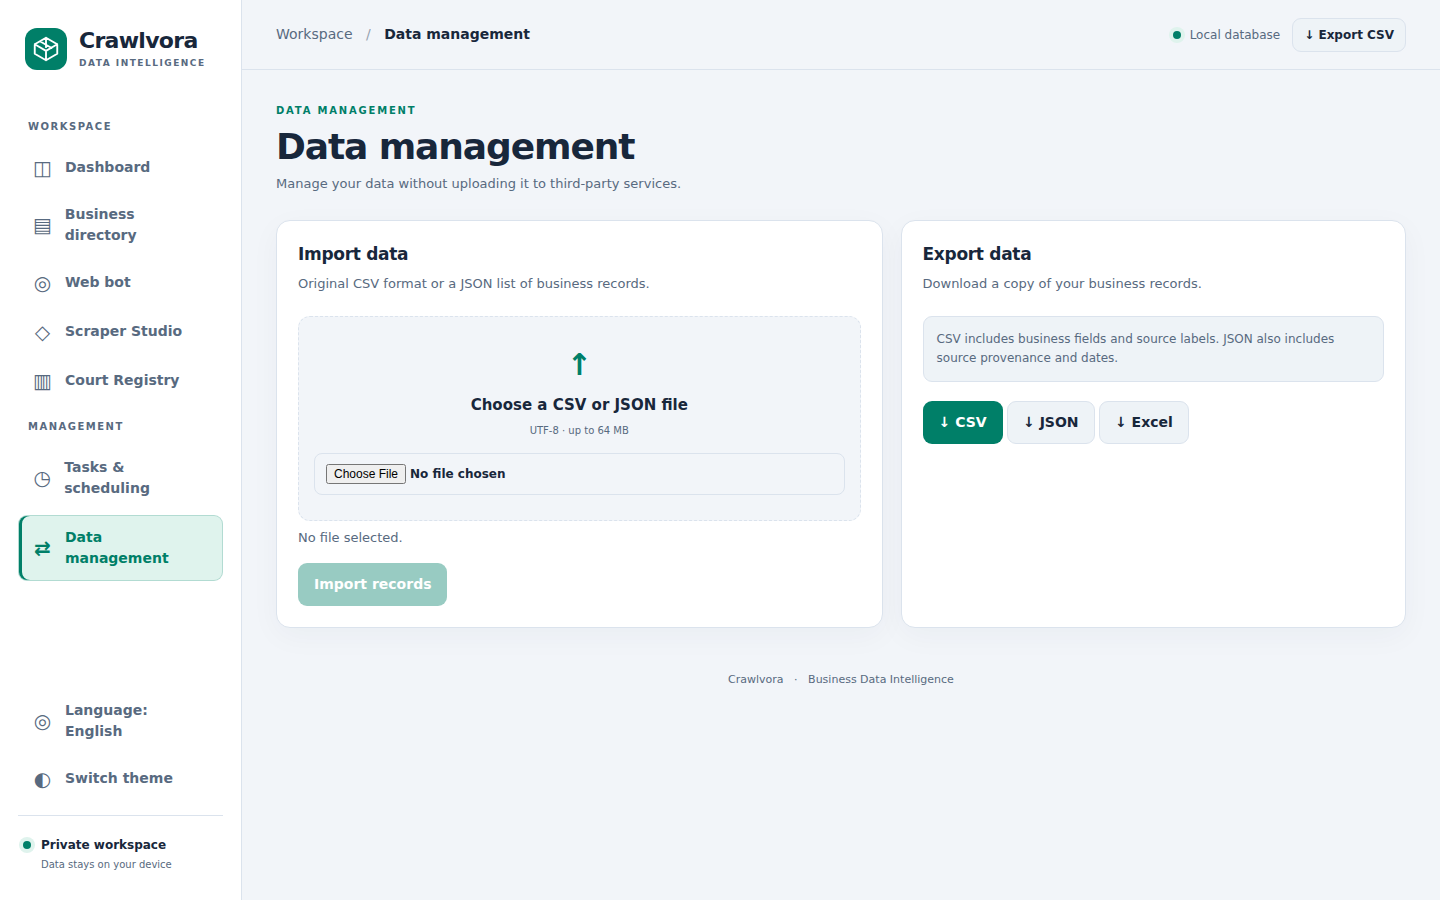 Crawlvora
DATA INTELLIGENCE
WORKSPACE
Dashboard
Business
directory
Web bot
Scraper Studio
Court Registry
MANAGEMENT
Tasks &
scheduling
Data
management
Language:
English
Switch theme
Private workspace
Data stays on your device
Workspace / Data management
Local database
↓ Export CSV
DATA MANAGEMENT
Data management
Manage your data without uploading it to third-party services.
Import data
Original CSV format or a JSON list of business records.
↑
Choose a CSV or JSON file
UTF-8 · up to 64 MB
Choose File No file chosen
No file selected.
Import records
Export data
Download a copy of your business records.
CSV includes business fields and source labels. JSON also includes
source provenance and dates.
↓ CSV ↓ JSON ↓ Excel
Crawlvora · Business Data Intelligence